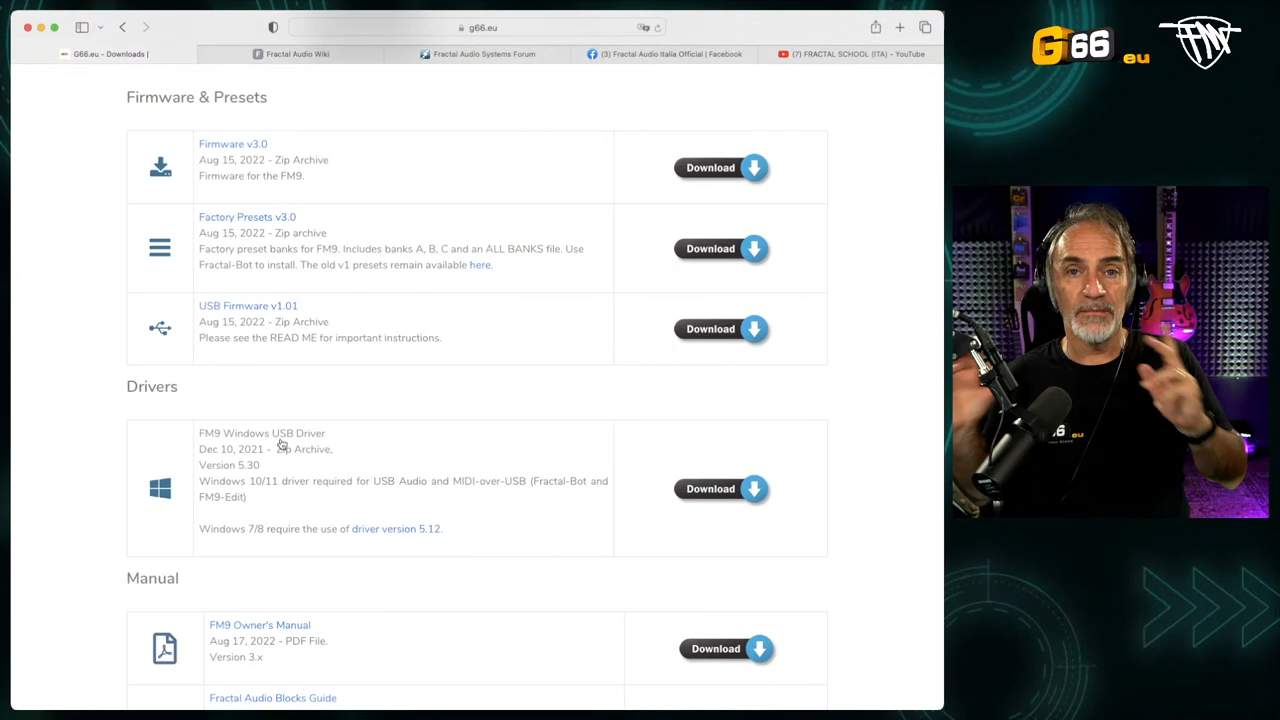 g66.eu
G66.eu – Downloads |
Fractal Audio Wiki
Fractal Audio Systems Forum
(3) Fractal Audio Italia Official | Facebook
(7) FRACTAL SCHOOL (ITA) – YouTube
G66 eu
FM
Firmware & Presets
Firmware v3.0
Aug 15, 2022 - Zip Archive
Firmware for the FM9.
Download
Factory Presets v3.0
Aug 15, 2022 - Zip archive
Factory preset banks for FM9. Includes banks A, B, C and an ALL BANKS file. Use
Fractal-Bot to install. The old v1 presets remain available here.
Download
USB Firmware v1.01
Aug 15, 2022 - Zip Archive
Please see the READ ME for important instructions.
Download
Drivers
FM9 Windows USB Driver
Dec 10, 2021 - Zip Archive,
Version 5.30
Windows 10/11 driver required for USB Audio and MIDI-over-USB (Fractal-Bot and
FM9-Edit)
Windows 7/8 require the use of driver version 5.12.
Download
Manual
FM9 Owner's Manual
Aug 17, 2022 - PDF File.
Version 3.x
Download
Fractal Audio Blocks Guide